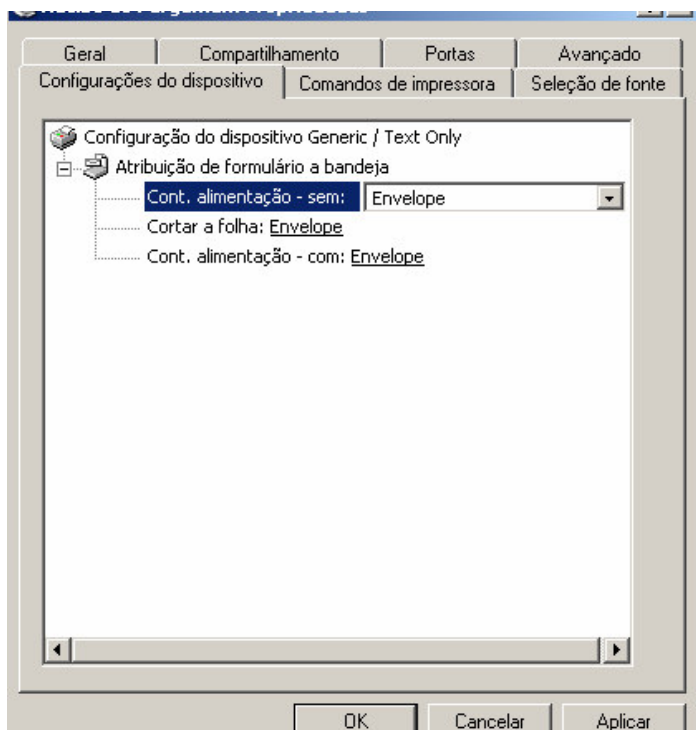 Geral Compartilhamento Portas Avançado
Configurações do dispositivo Comandos de impressora Seleção de fonte
Configuração do dispositivo Generic / Text Only
Atribuição de formulário a bandeja
Cont. alimentação - sem: Envelope
Cortar a folha: Envelope
Cont. alimentação - com: Envelope
OK Cancelar Aplicar